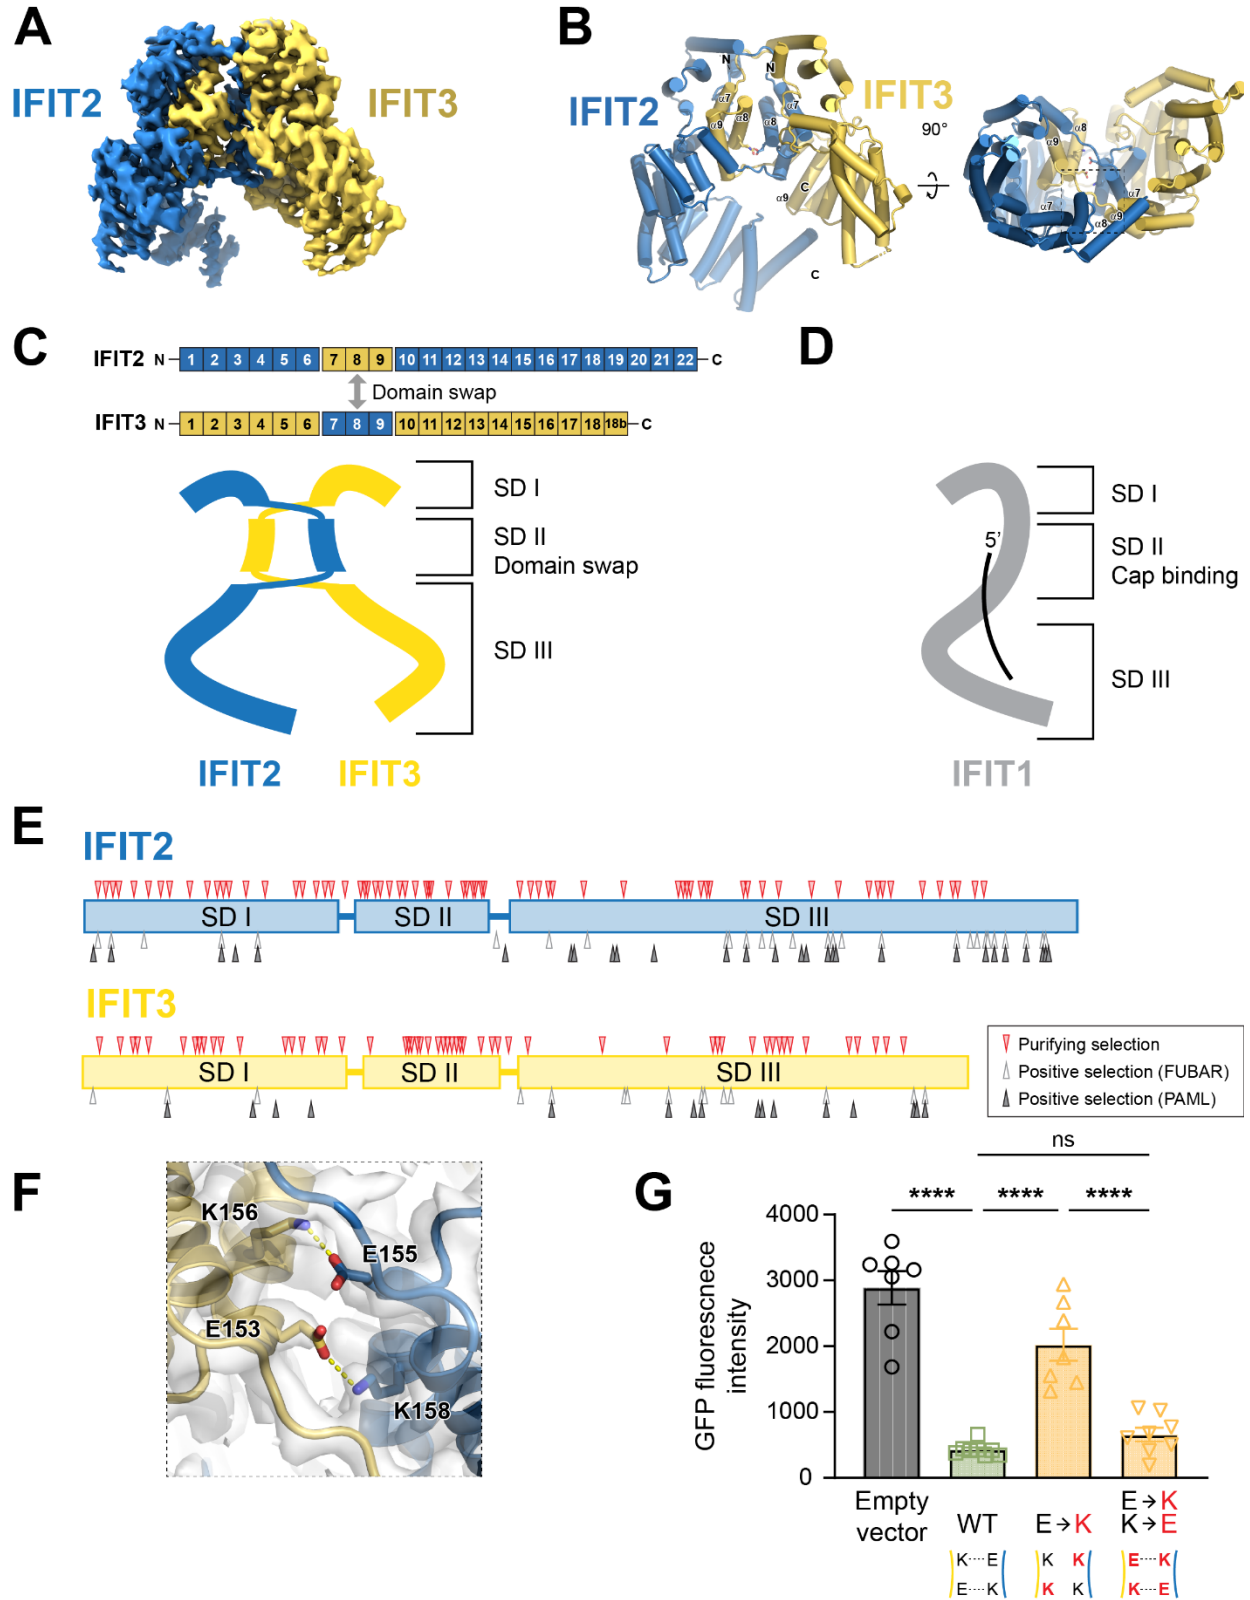 A
IFIT2
IFIT3
B
IFIT2
IFIT3
N
N
α7
α8
α9
α7
α8
α9
C
C
90°
α8
α9
α7
α7
α8
α9
C
IFIT2 N 1 2 3 4 5 6 7 8 9 10 11 12 13 14 15 16 17 18 19 20 21 22 C
Domain swap
IFIT3 N 1 2 3 4 5 6 7 8 9 10 11 12 13 14 15 16 17 18 18b C
SD I
SD II
Domain swap
SD III
IFIT2
IFIT3
D
5'
SD I
SD II
Cap binding
SD III
IFIT1
E
IFIT2
SD I
SD II
SD III
IFIT3
SD I
SD II
SD III
Purifying selection
Positive selection (FUBAR)
Positive selection (PAML)
F
K156
E155
E153
K158
G
ns
**** **** ****
GFP fluorescnece
intensity
4000
3000
2000
1000
0
Empty
vector
WT
E→K
E→K
K→E
K E
E K
K K
K K
E K
K E